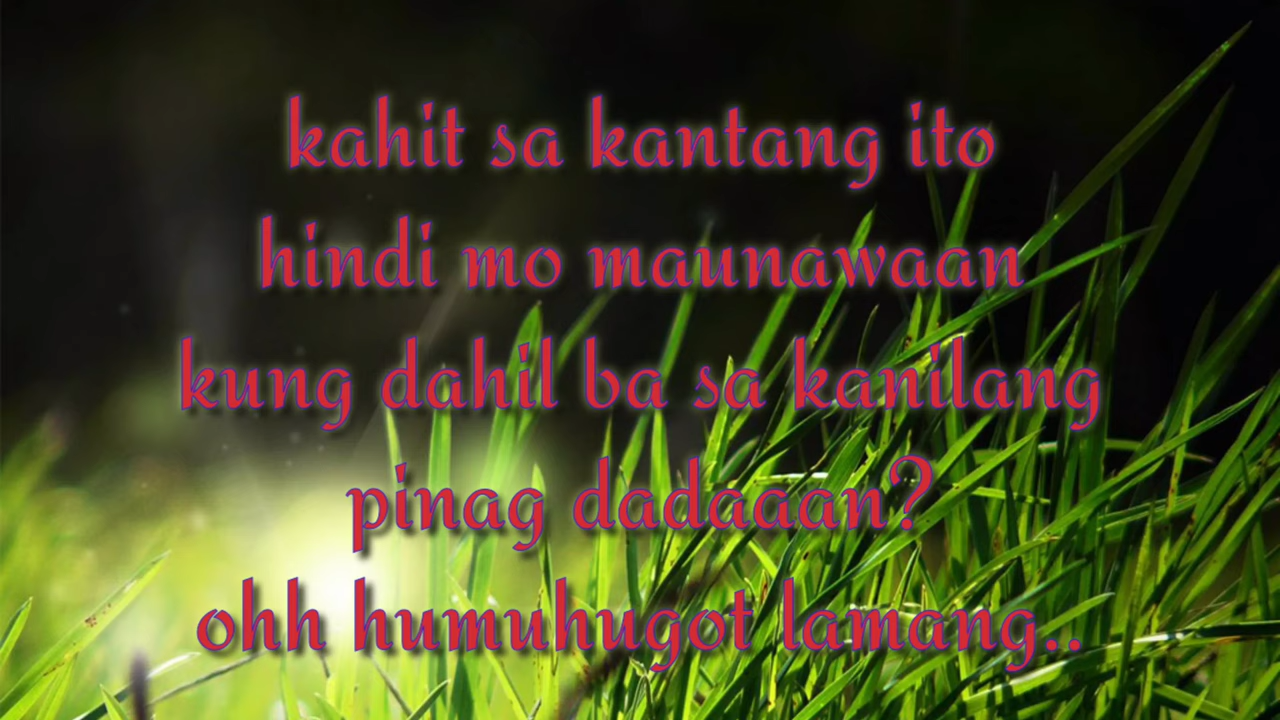 kahit sa kantang ito
hindi mo maunawaan
kung dahil ba sa kanilang
pinag dadaaan?
ohh humuhugot lamang..